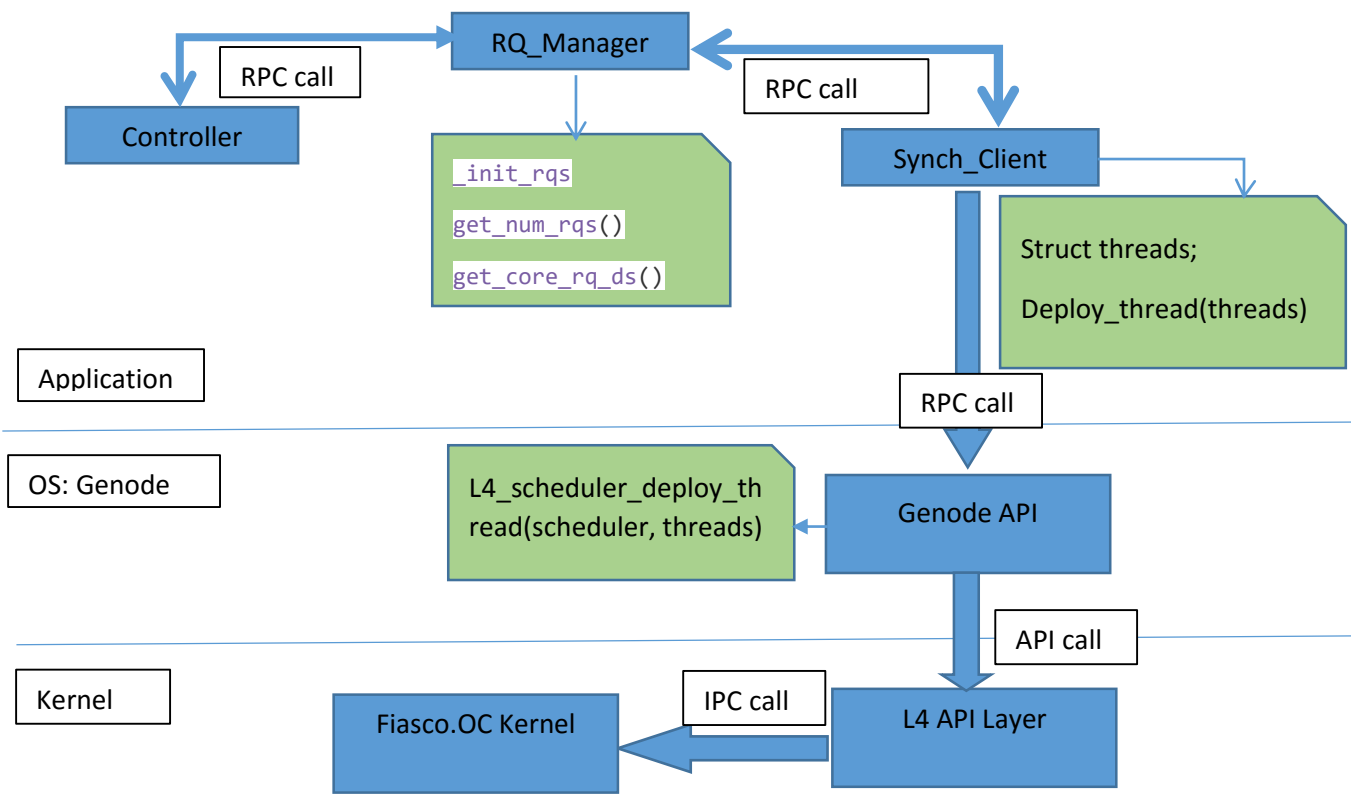 RQ_Manager
RPC call
RPC call
Controller
Synch_Client
_init_rqs
get_num_rqs()
get_core_rq_ds()
Struct threads;
Deploy_thread(threads)
Application
RPC call
OS: Genode
L4_scheduler_deploy_th
read(scheduler, threads)
Genode API
API call
Kernel
IPC call
Fiasco.OC Kernel
L4 API Layer